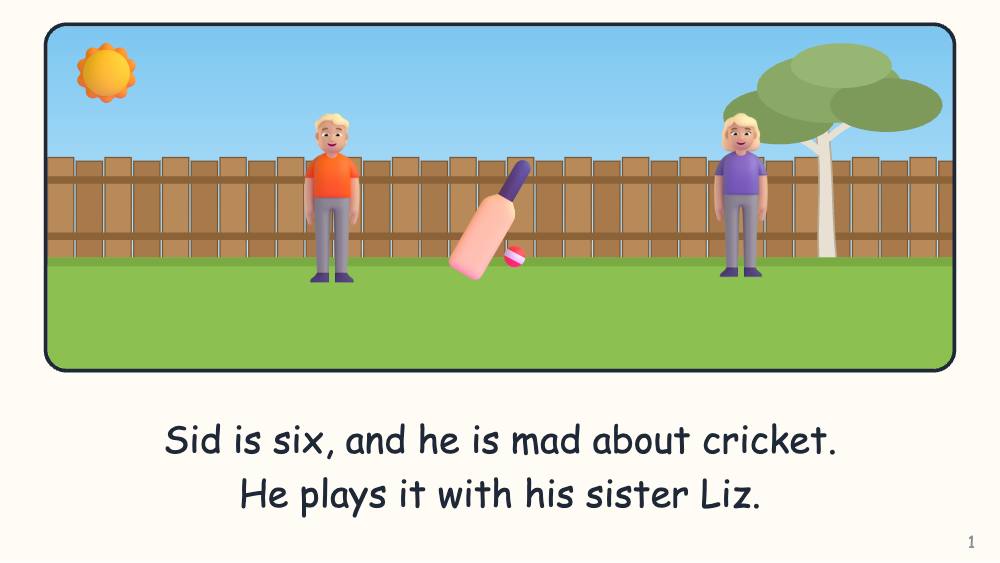 Sid is six, and he is mad about cricket.
He plays it with his sister Liz.
1